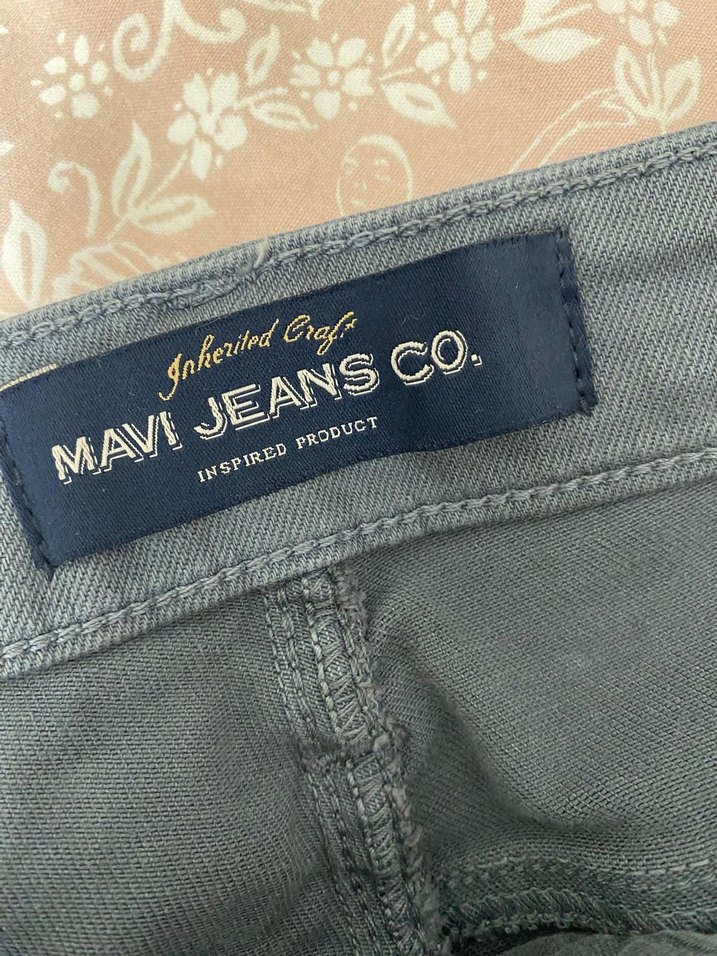 Inherited Craft
MAVI JEANS CO.
INSPIRED PRODUCT